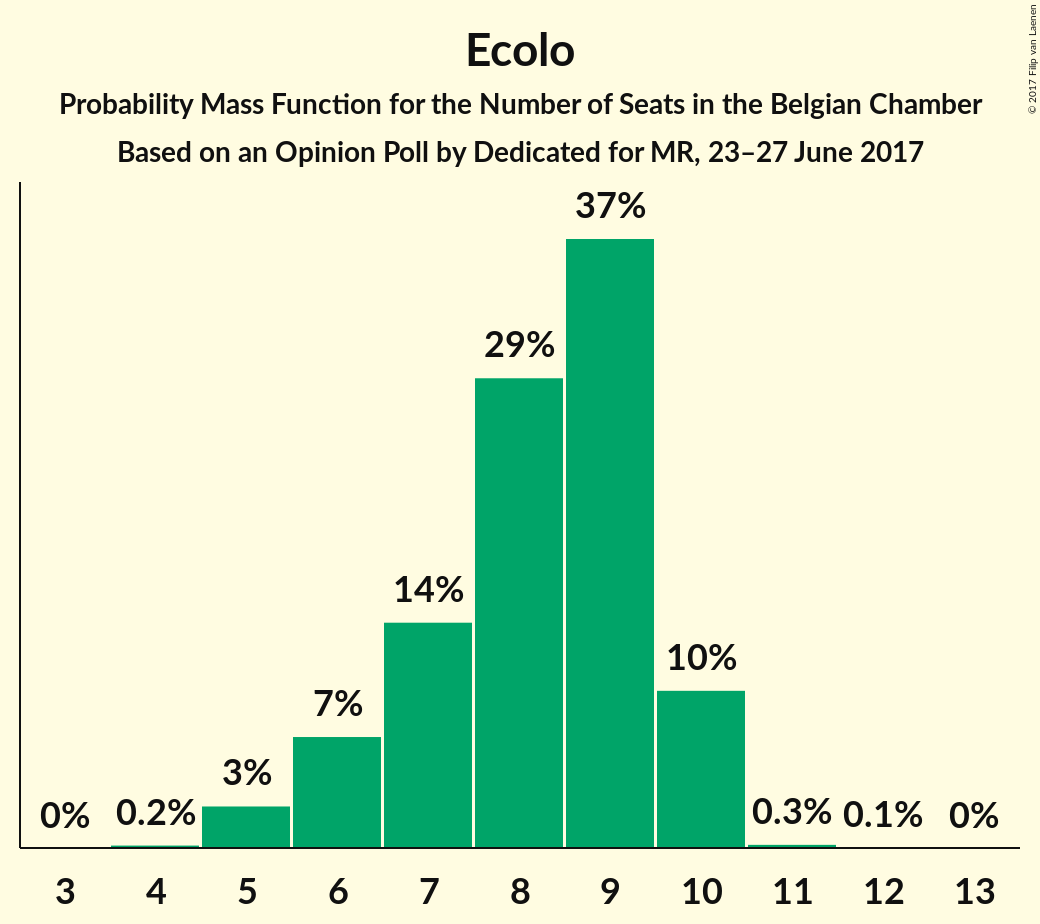 Ecolo
Probability Mass Function for the Number of Seats in the Belgian Chamber
Based on an Opinion Poll by Dedicated for MR, 23–27 June 2017
© 2017 Filip van Laenen
0% 0.2% 3% 7% 14% 29% 37% 10% 0.3% 0.1% 0%
3 4 5 6 7 8 9 10 11 12 13